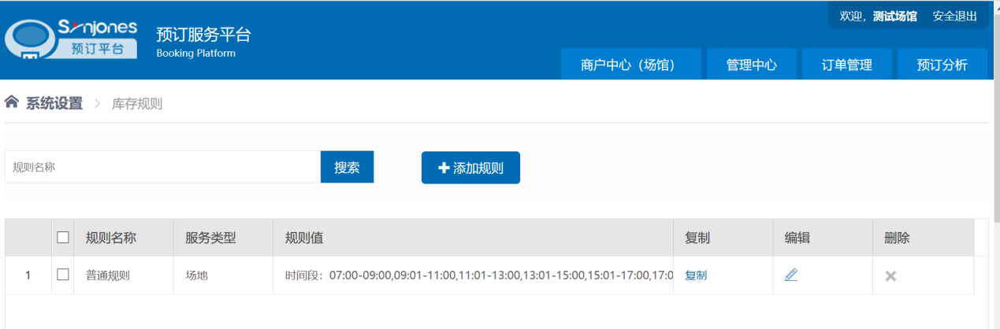 欢迎，测试场馆 安全退出
Sanjones
预订平台
预订服务平台
Booking Platform
商户中心（场馆） 管理中心 订单管理 预订分析
系统设置 > 库存规则
规则名称 搜索 添加规则
规则名称 服务类型 规则值 复制 编辑 删除
1 普通规则 场地 时间段：07:00-09:00,09:01-11:00,11:01-13:00,13:01-15:00,15:01-17:00,17:0 复制